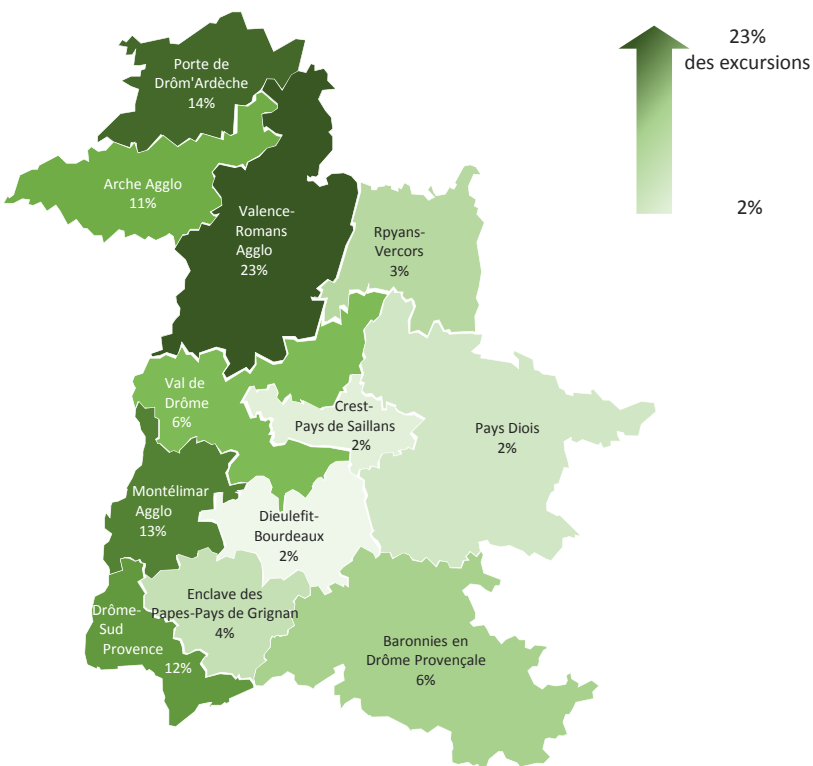 23%
des excursions
2%
Porte de
Drôm'Ardèche
14%
Arche Agglo
11%
Valence-
Romans
Agglo
23%
Rpyans-
Vercors
3%
Val de
Drôme
6%
Crest-
Pays de Saillans
2%
Pays Diois
2%
Montélimar
Agglo
13%
Dieulefit-
Bourdeaux
2%
Enclave des
Papes-Pays de Grignan
4%
Drôme-
Sud
Provence
12%
Baronnies en
Drôme Provençale
6%